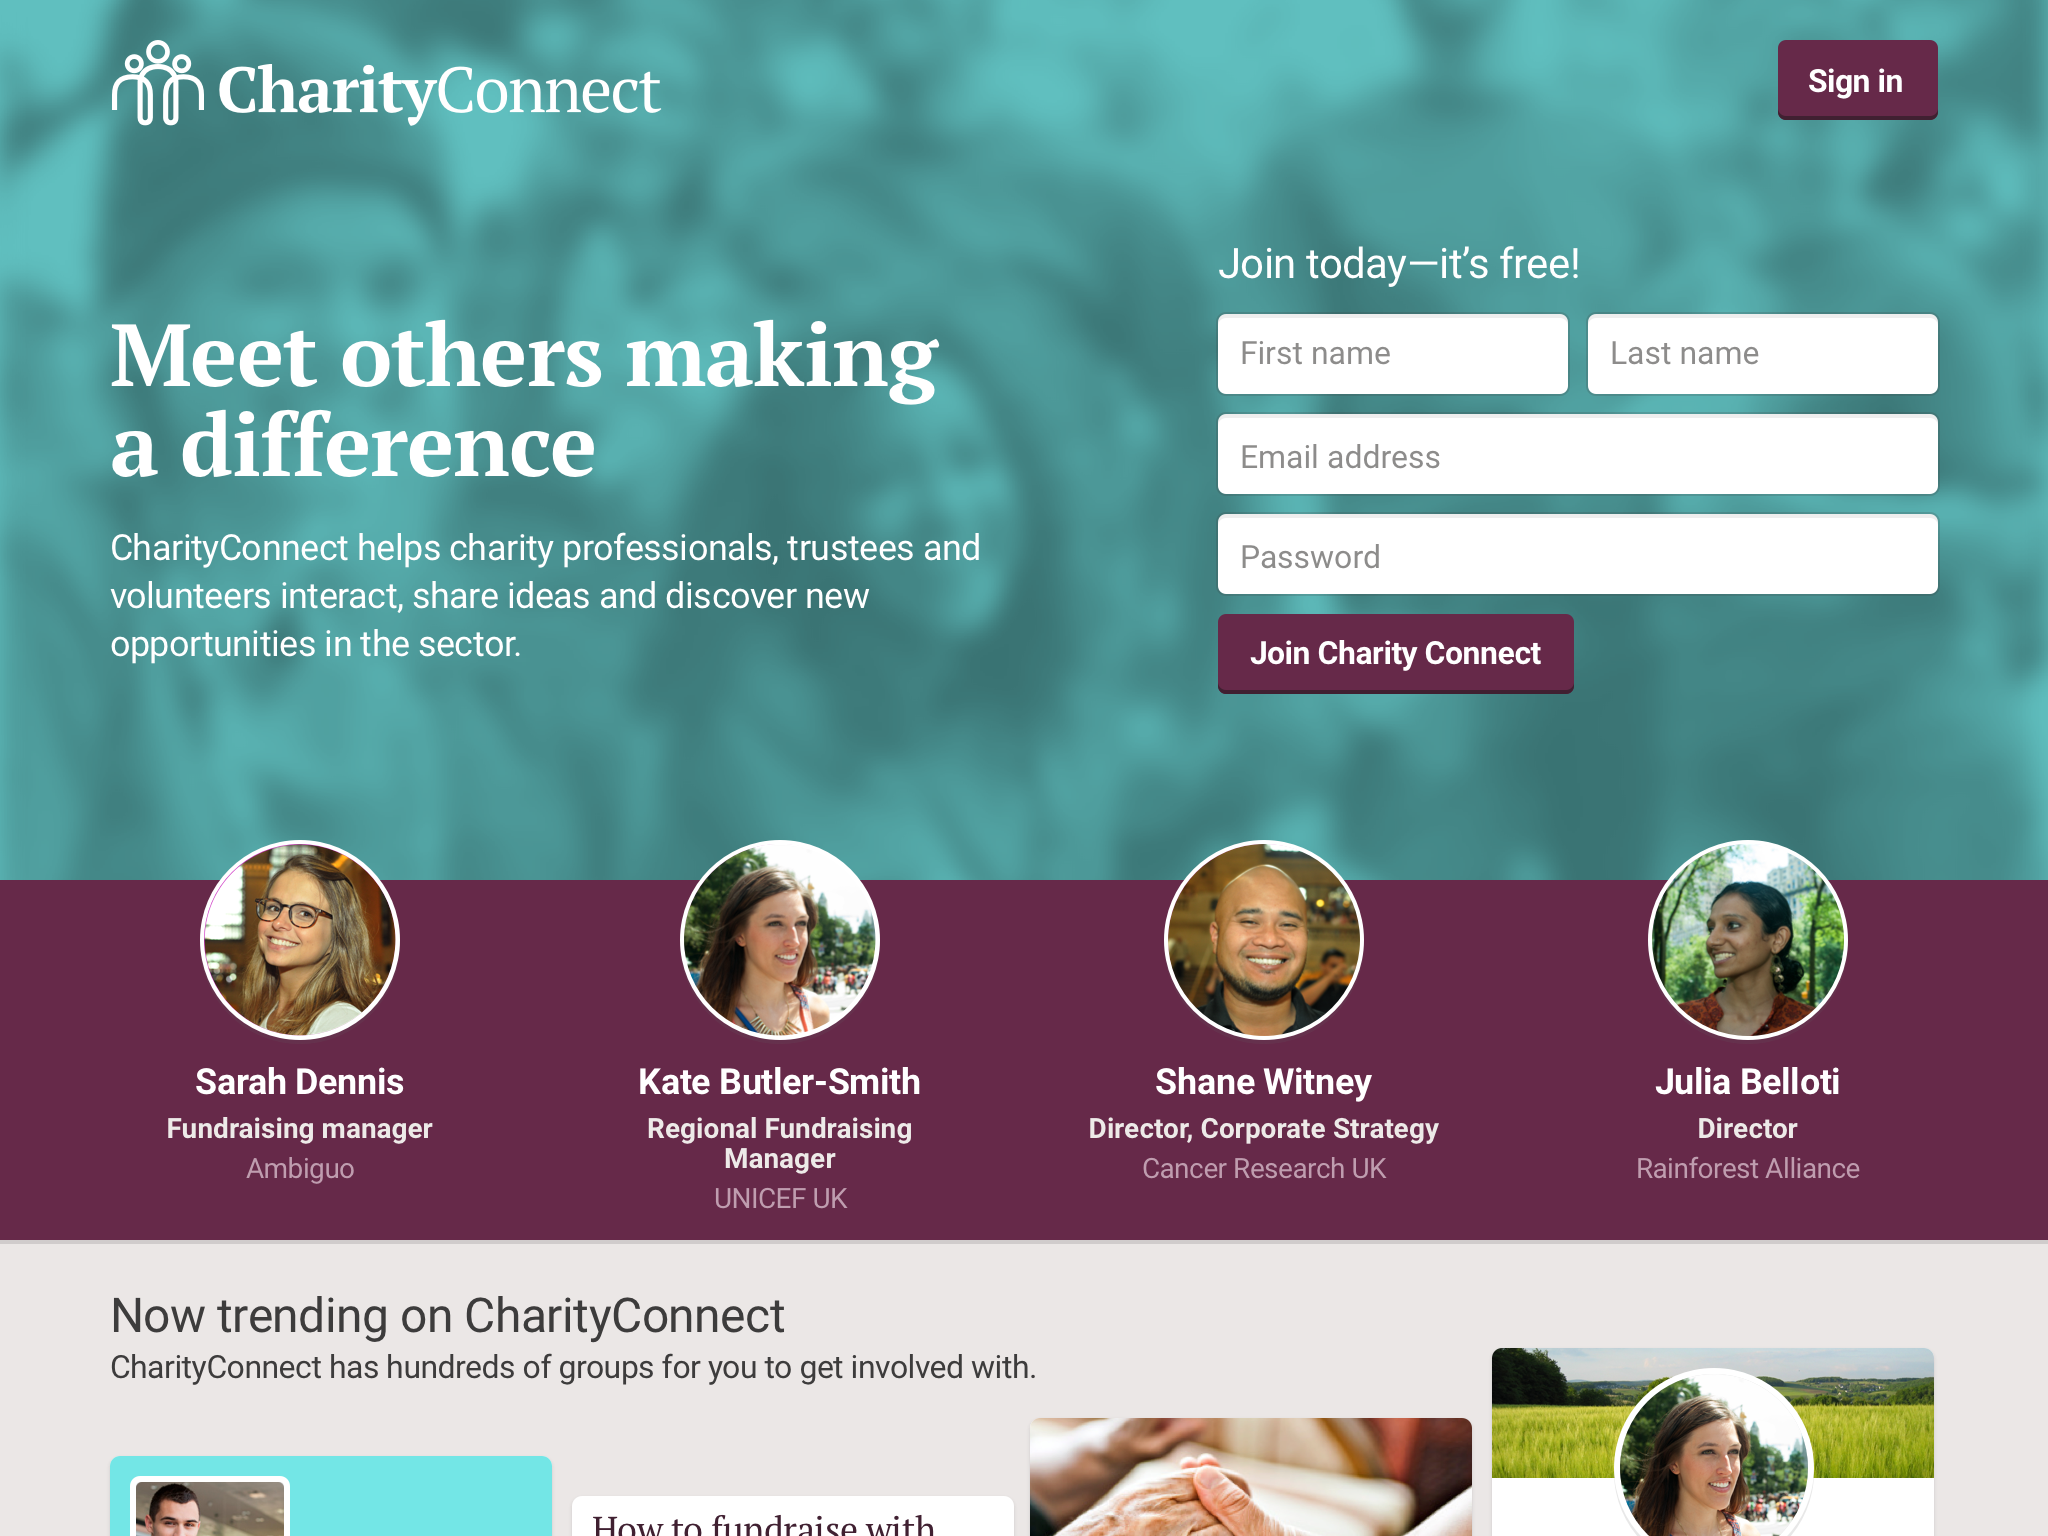 CharityConnect
Sign in
Meet others making
a difference
CharityConnect helps charity professionals, trustees and
volunteers interact, share ideas and discover new
opportunities in the sector.
Join today—it’s free!
First name
Last name
Email address
Password
Join Charity Connect
Sarah Dennis
Fundraising manager
Ambiguo
Kate Butler-Smith
Regional Fundraising
Manager
UNICEF UK
Shane Witney
Director, Corporate Strategy
Cancer Research UK
Julia Belloti
Director
Rainforest Alliance
Now trending on CharityConnect
CharityConnect has hundreds of groups for you to get involved with.
How to fundraise with